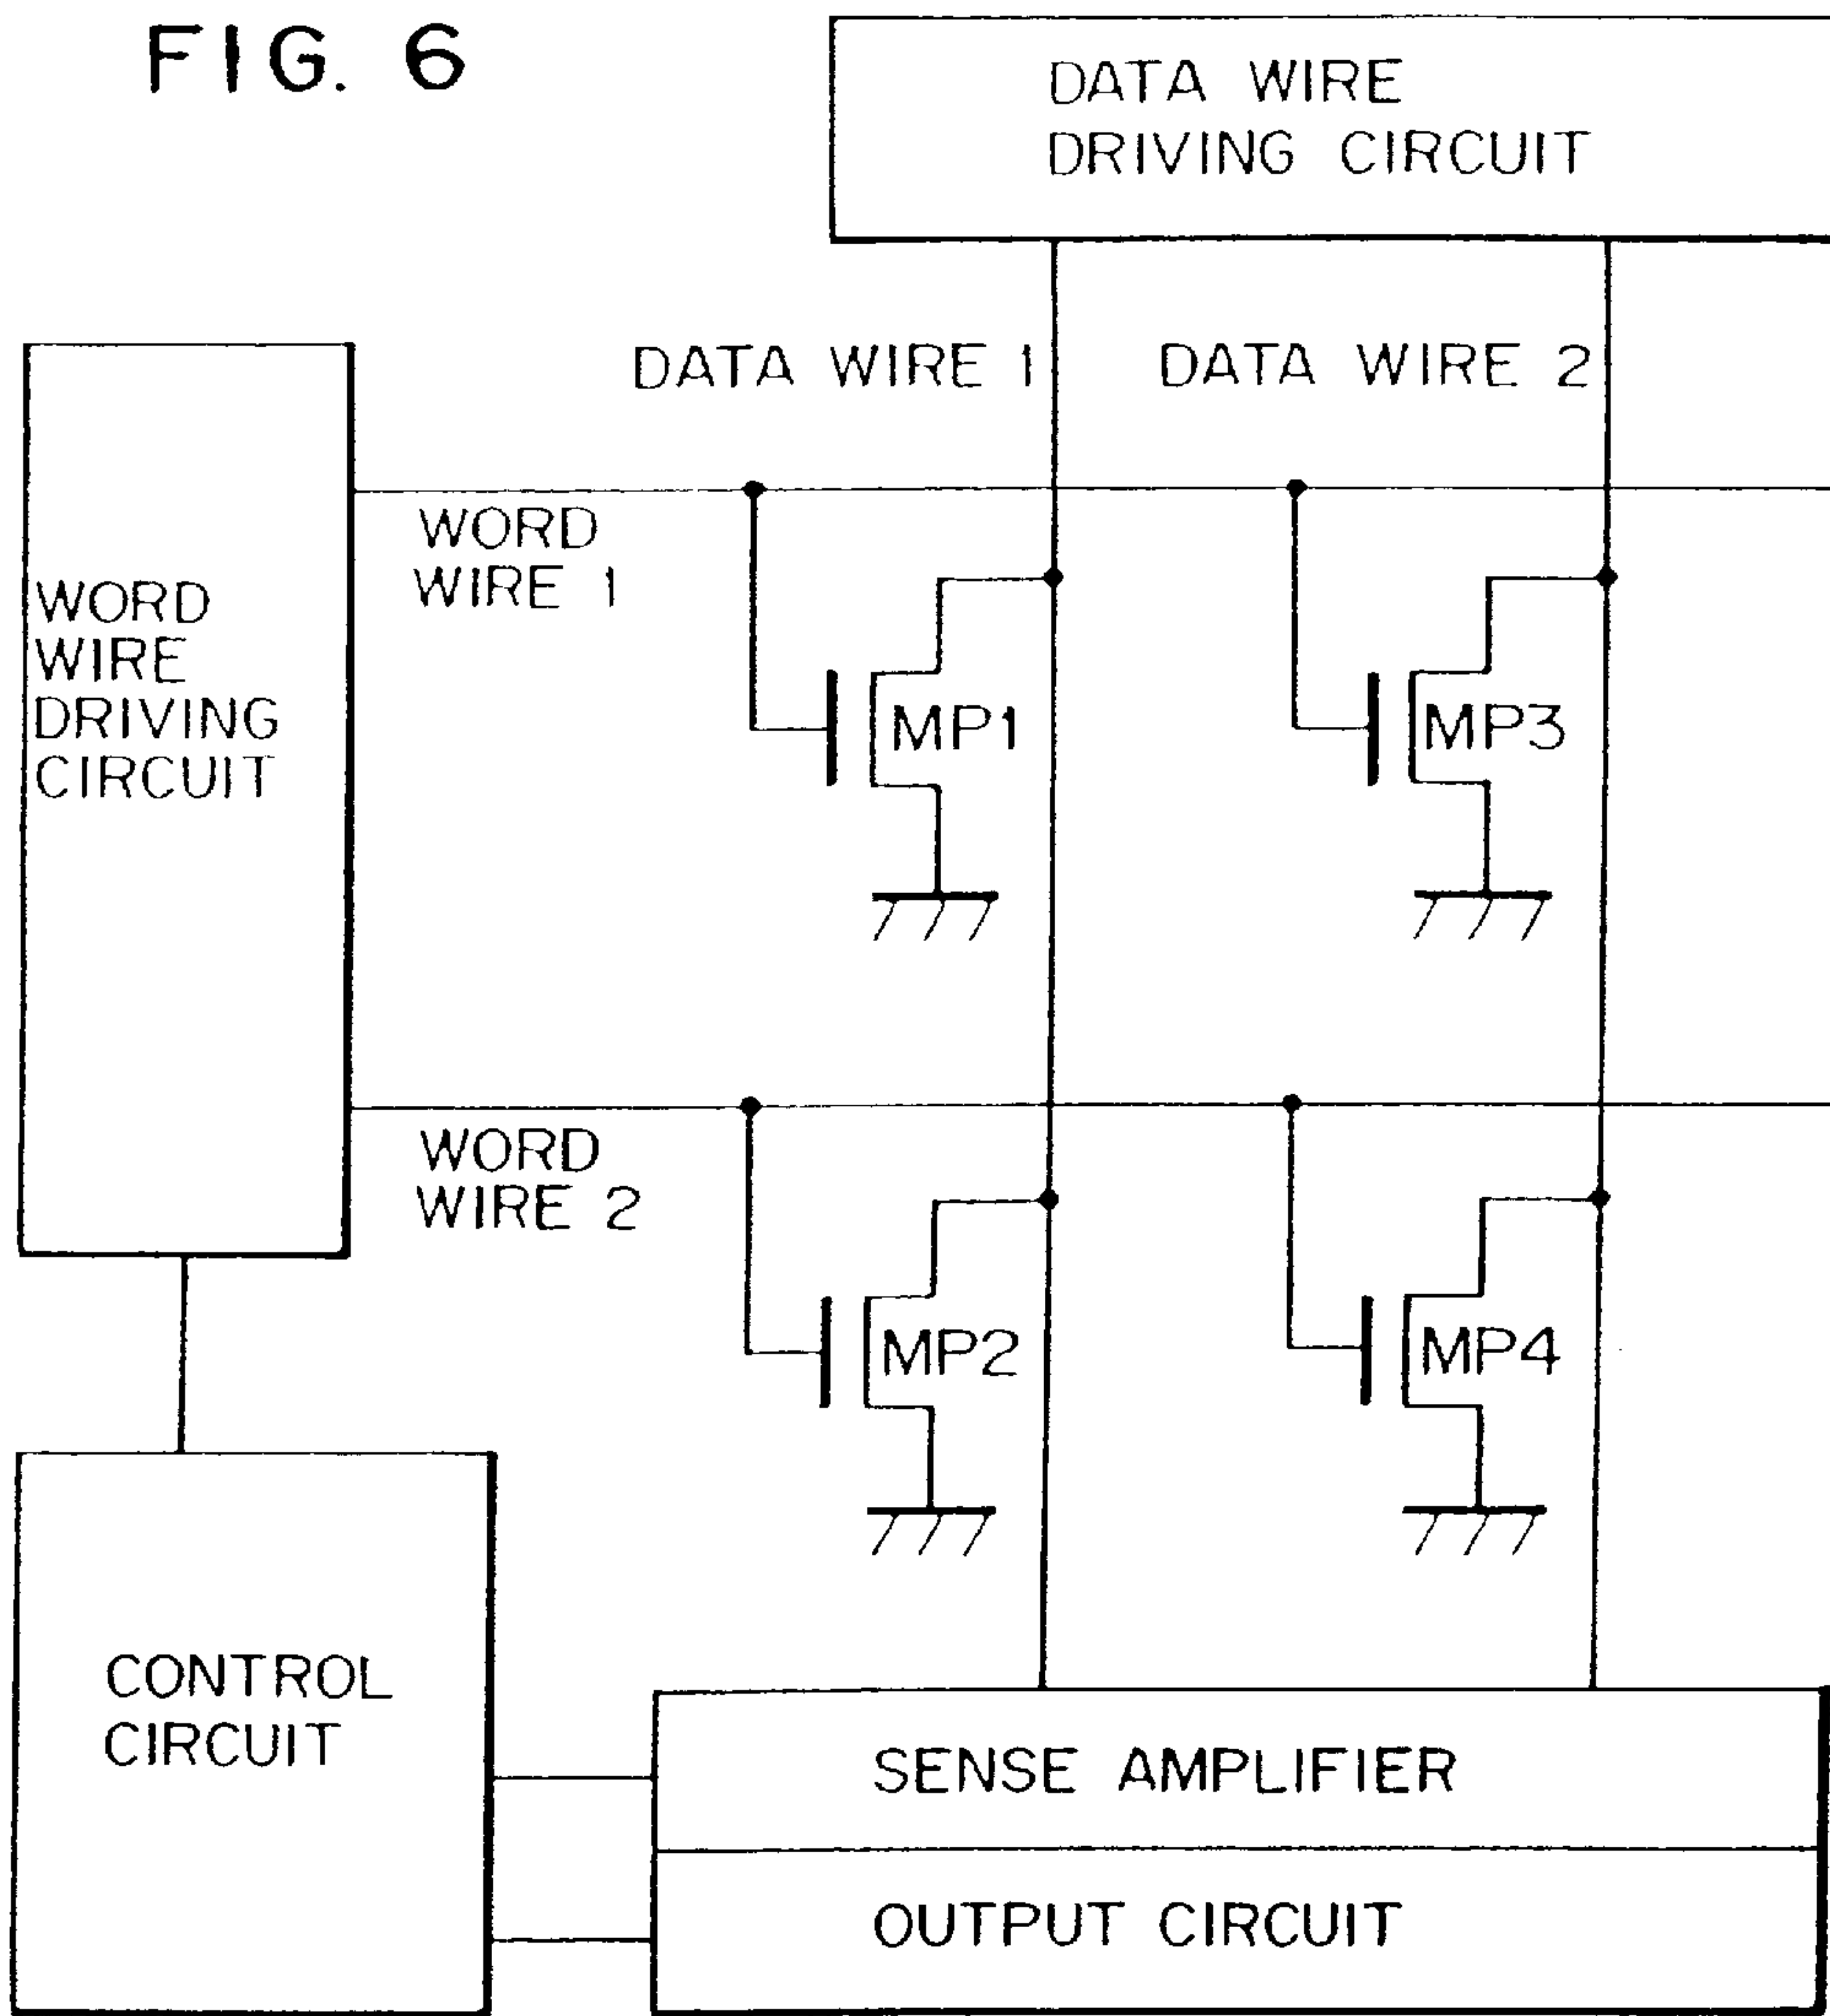 FIG. 6
DATA WIRE
DRIVING CIRCUIT
DATA WIRE 1
DATA WIRE 2
WORD
WIRE 1
WORD
WIRE
DRIVING
CIRCUIT
MP1
MP3
WORD
WIRE 2
MP2
MP4
CONTROL
CIRCUIT
SENSE AMPLIFIER
OUTPUT CIRCUIT